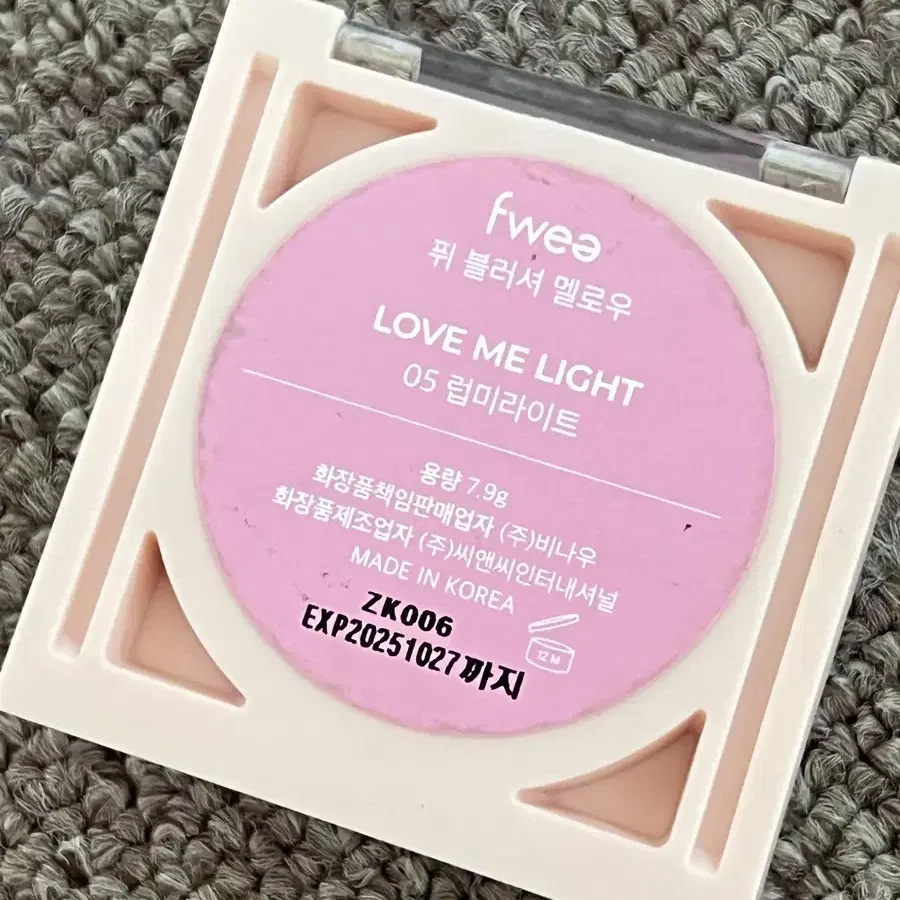 fwee
퓌 블러셔 멜로우
LOVE ME LIGHT
05 럽미라이트
용량 7.9g
화장품책임판매업자 (주)비나우
화장품제조업자 (주)씨앤씨인터내셔널
MADE IN KOREA
ZK006
12 M
EXP20251027까지